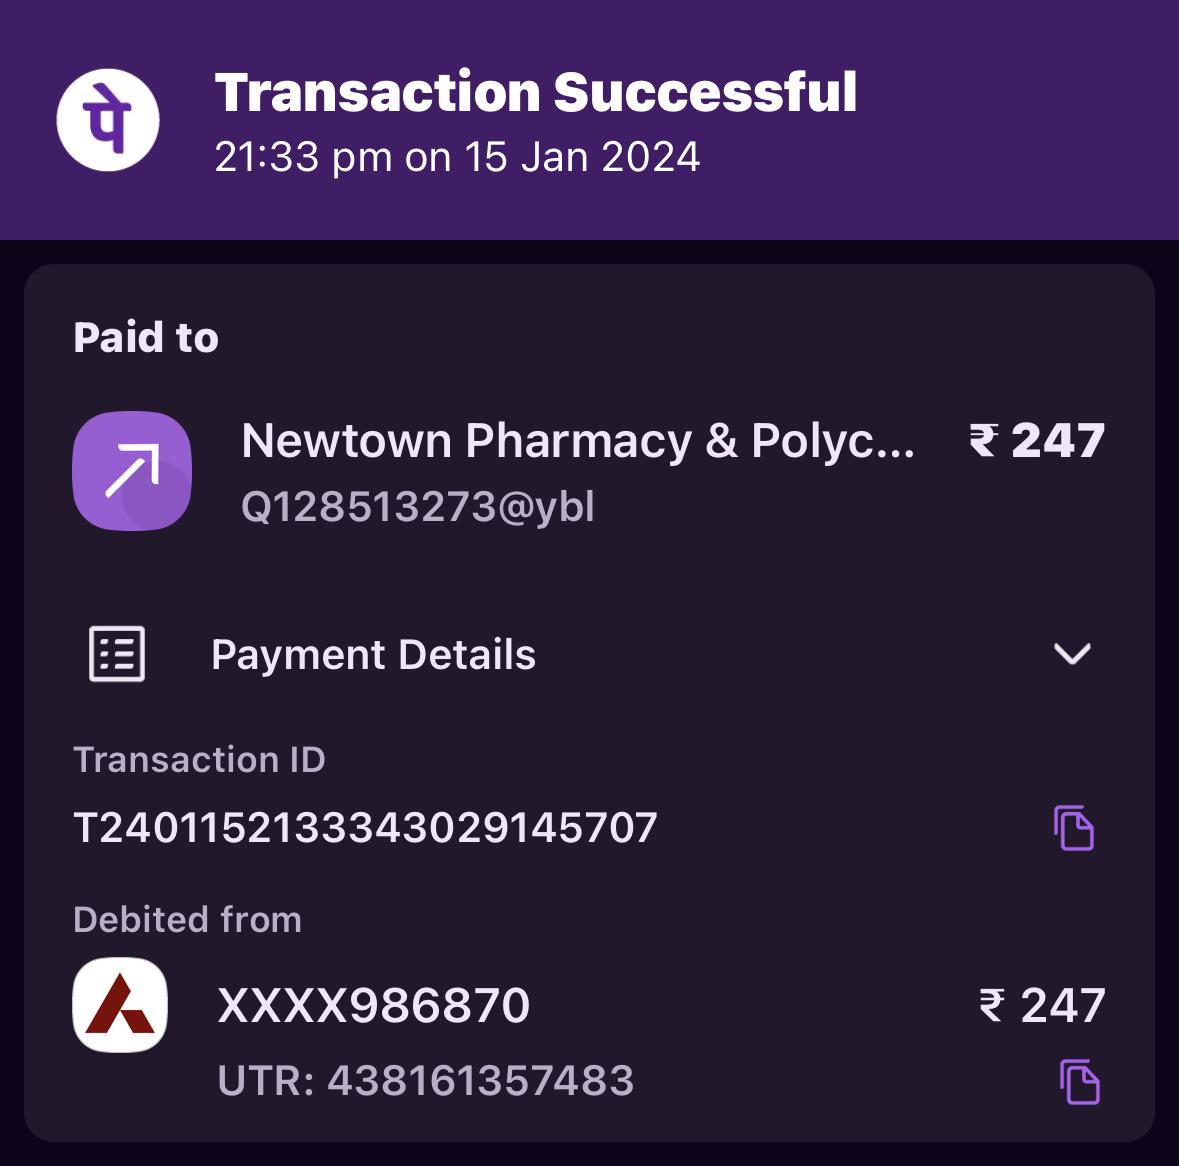 पे
Transaction Successful
21:33 pm on 15 Jan 2024
Paid to
Newtown Pharmacy & Polyc... ₹ 247
Q128513273@ybl
Payment Details
Transaction ID
T2401152133343029145707
Debited from
XXXX986870 ₹ 247
UTR: 438161357483